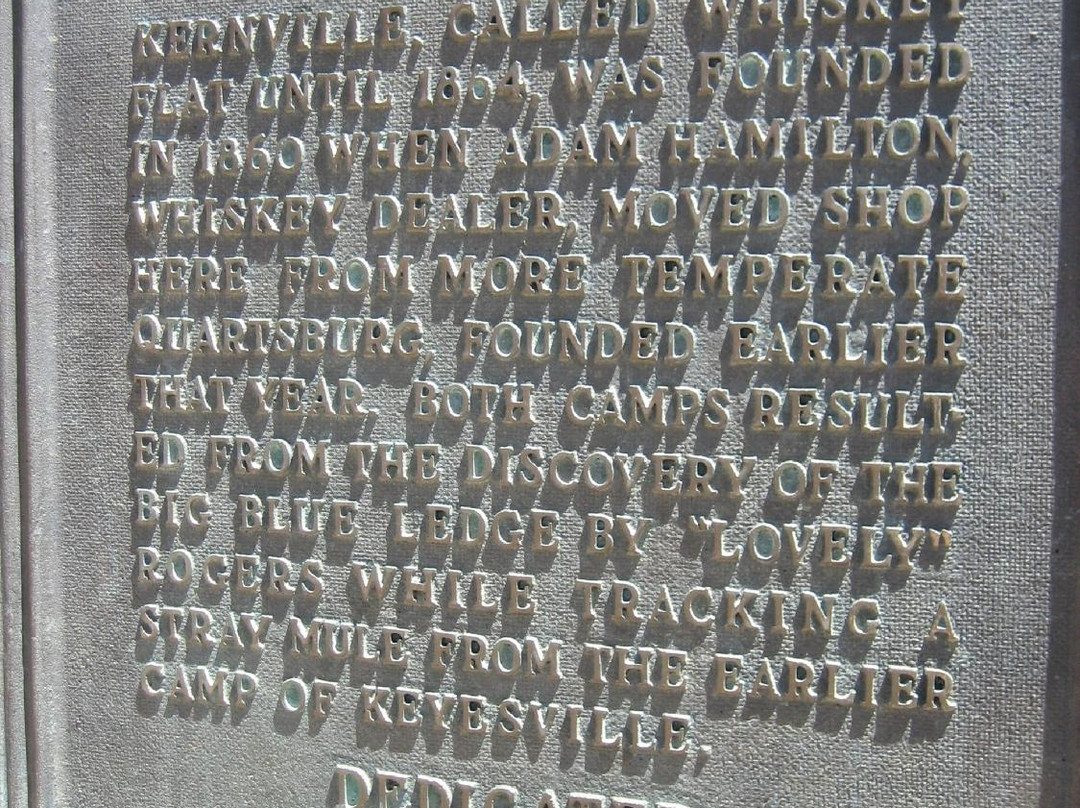 KERNVILLE, CALLED WHISKEY
FLAT UNTIL 1864, WAS FOUNDED
IN 1860 WHEN ADAM HAMILTON,
WHISKEY DEALER, MOVED SHOP
HERE FROM MORE TEMPERATE
QUARTSBURG, FOUNDED EARLIER
THAT YEAR. BOTH CAMPS RESULT-
ED FROM THE DISCOVERY OF THE
BIG BLUE LEDGE BY "LOVELY"
ROGERS WHILE TRACKING A
STRAY MULE FROM THE EARLIER
CAMP OF KEYESVILLE.
DEDICATED